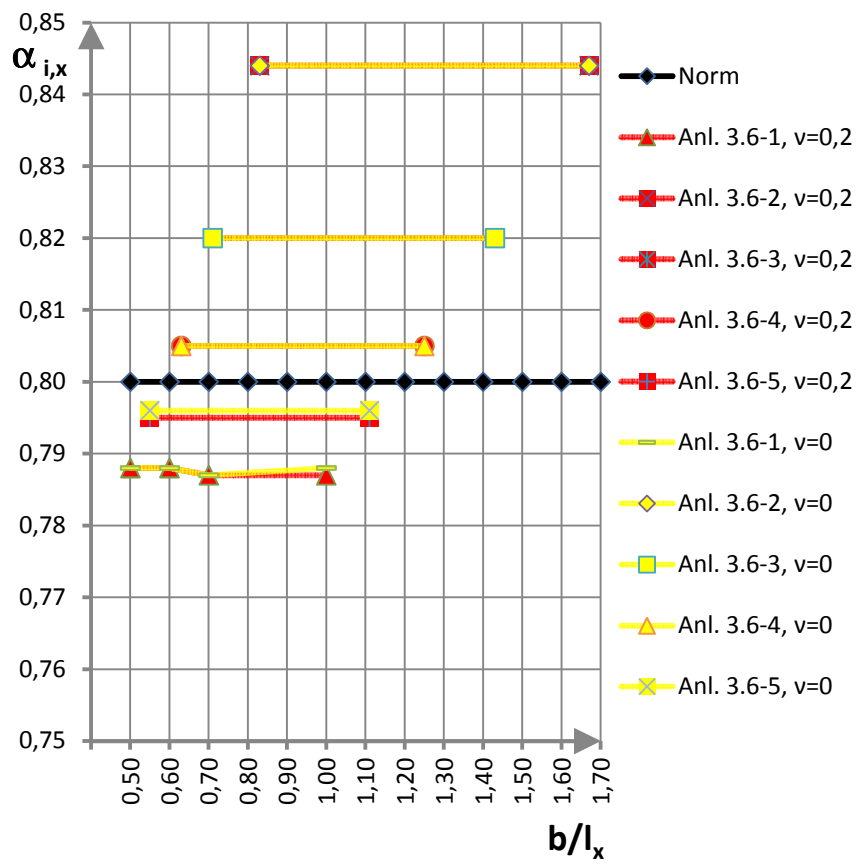 0,85
α i,x
0,84
0,83
0,82
0,81
0,80
0,79
0,78
0,77
0,76
0,75
0,50
0,60
0,70
0,80
0,90
1,00
1,10
1,20
1,30
1,40
1,50
1,60
1,70
b/lx
Norm
Anl. 3.6-1, ν=0,2
Anl. 3.6-2, ν=0,2
Anl. 3.6-3, ν=0,2
Anl. 3.6-4, ν=0,2
Anl. 3.6-5, ν=0,2
Anl. 3.6-1, ν=0
Anl. 3.6-2, ν=0
Anl. 3.6-3, ν=0
Anl. 3.6-4, ν=0
Anl. 3.6-5, ν=0